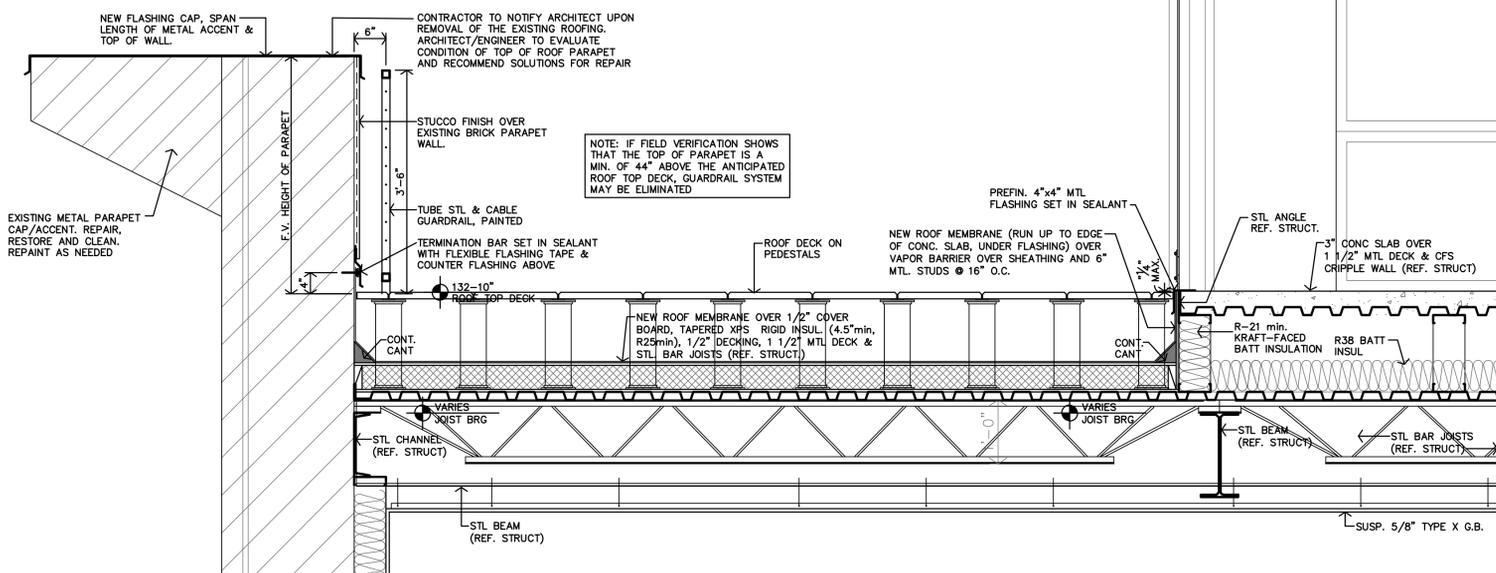 NEW FLASHING CAP, SPAN
LENGTH OF METAL ACCENT &
TOP OF WALL.
6"
CONTRACTOR TO NOTIFY ARCHITECT UPON
REMOVAL OF THE EXISTING ROOFING.
ARCHITECT/ENGINEER TO EVALUATE
CONDITION OF TOP OF ROOF PARAPET
AND RECOMMEND SOLUTIONS FOR REPAIR
F.V. HEIGHT OF PARAPET
STUCCO FINISH OVER
EXISTING BRICK PARAPET
WALL.
3'-6"
NOTE: IF FIELD VERIFICATION SHOWS
THAT THE TOP OF PARAPET IS A
MIN. OF 44" ABOVE THE ANTICIPATED
ROOF TOP DECK, GUARDRAIL SYSTEM
MAY BE ELIMINATED
EXISTING METAL PARAPET
CAP/ACCENT. REPAIR,
RESTORE AND CLEAN.
REPAINT AS NEEDED
TUBE STL & CABLE
GUARDRAIL, PAINTED
TERMINATION BAR SET IN SEALANT
WITH FLEXIBLE FLASHING TAPE &
COUNTER FLASHING ABOVE
4"
132-10"
ROOF TOP DECK
ROOF DECK ON
PEDESTALS
PREFIN. 4"x4" MTL
FLASHING SET IN SEALANT
NEW ROOF MEMBRANE (RUN UP TO EDGE
OF CONC. SLAB, UNDER FLASHING) OVER
VAPOR BARRIER OVER SHEATHING AND 6"
MTL. STUDS @ 16" O.C.
MAX.
STL ANGLE
REF. STRUCT.
3" CONC SLAB OVER
1 1/2" MTL DECK & CFS
CRIPPLE WALL (REF. STRUCT)
CONT.
CANT
NEW ROOF MEMBRANE OVER 1/2" COVER
BOARD, TAPERED XPS RIGID INSUL. (4.5"min,
R25min), 1/2" DECKING, 1 1/2" MTL DECK &
STL. BAR JOISTS (REF. STRUCT.)
CONT.
CANT
R-21 min.
KRAFT-FACED
BATT INSULATION
R38 BATT
INSUL
VARIES
JOIST BRG
VARIES
JOIST BRG
STL CHANNEL
(REF. STRUCT)
STL BEAM
(REF. STRUCT)
STL BAR JOISTS
(REF. STRUCT)
STL BEAM
(REF. STRUCT)
SUSP. 5/8" TYPE X G.B.